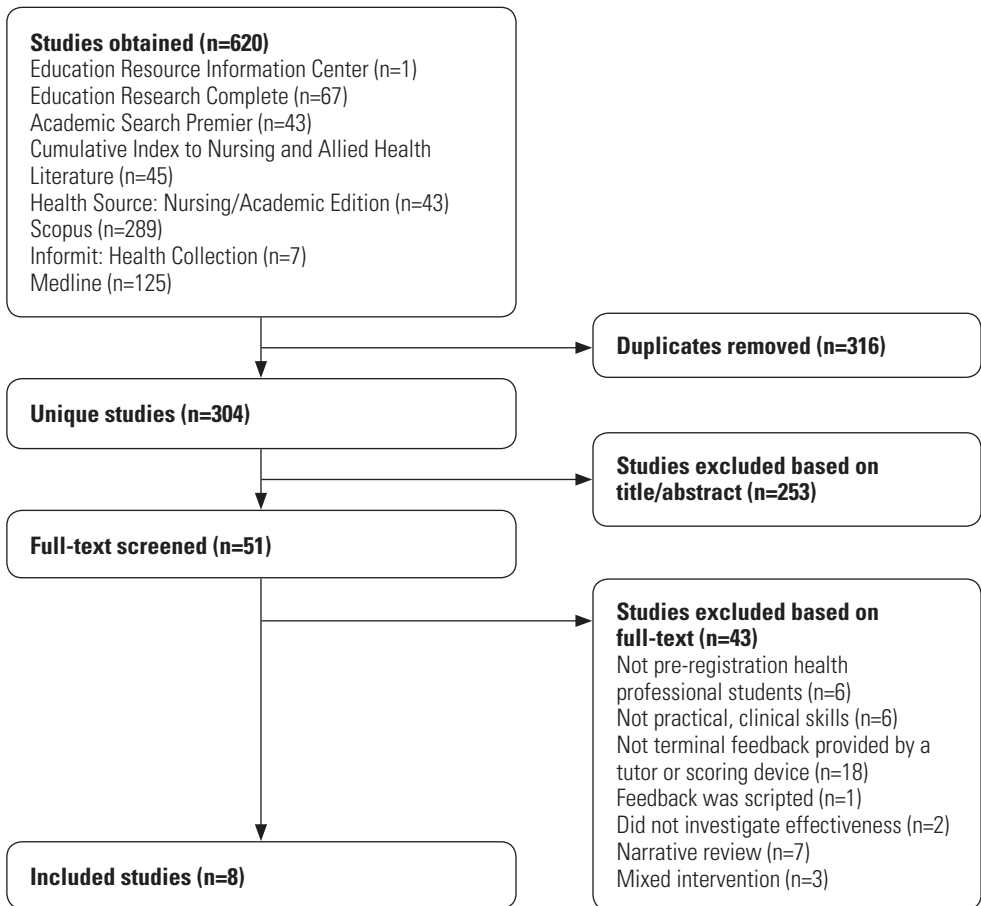 Studies obtained (n=620)
Education Resource Information Center (n=1)
Education Research Complete (n=67)
Academic Search Premier (n=43)
Cumulative Index to Nursing and Allied Health
Literature (n=45)
Health Source: Nursing/Academic Edition (n=43)
Scopus (n=289)
Informit: Health Collection (n=7)
Medline (n=125)
Duplicates removed (n=316)
Unique studies (n=304)
Studies excluded based on
title/abstract (n=253)
Full-text screened (n=51)
Studies excluded based on
full-text (n=43)
Not pre-registration health
professional students (n=6)
Not practical, clinical skills (n=6)
Not terminal feedback provided by a
tutor or scoring device (n=18)
Feedback was scripted (n=1)
Did not investigate effectiveness (n=2)
Narrative review (n=7)
Mixed intervention (n=3)
Included studies (n=8)